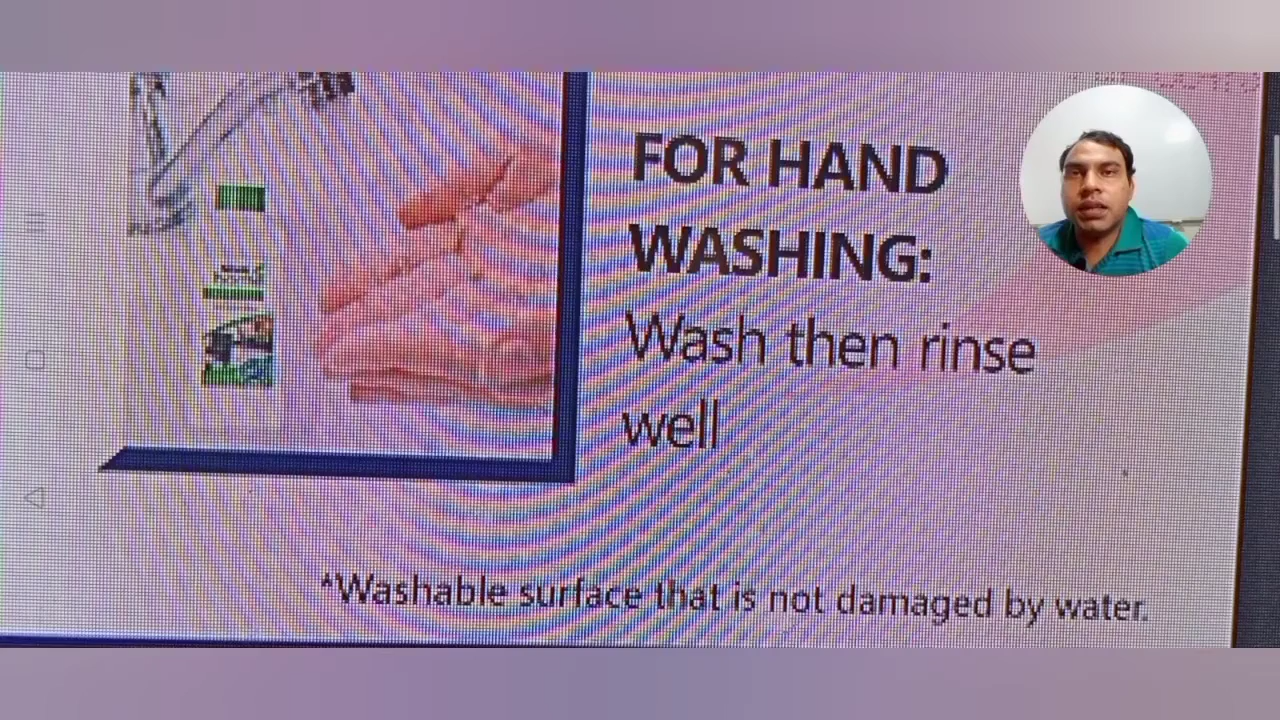 FOR HAND
WASHING:
Wash then rinse
well
*Washable surface that is not damaged by water.